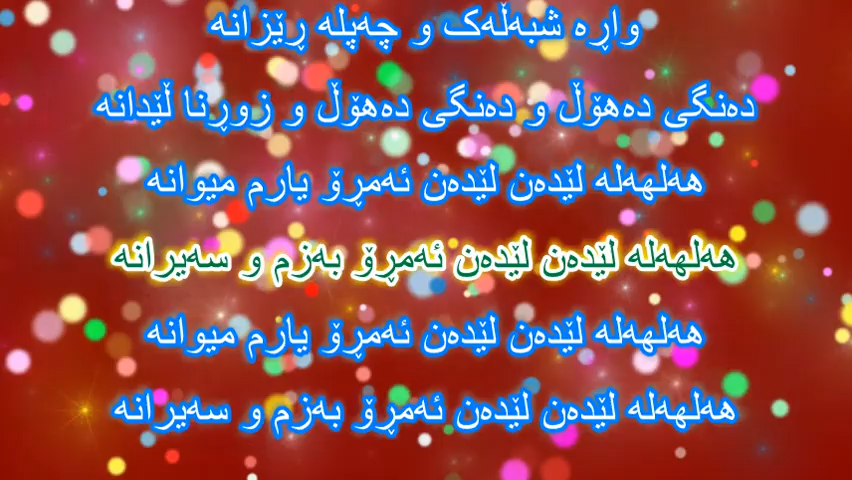 واڕە شبەڵەک و چەپلە ڕێزانە
دەنگی دەهۆڵ و دەنگی دەهۆڵ و زوڕنا ڵێدانە
هەلهەلە لێدەن لێدەن ئەمڕۆ یارم میوانە
هەلهەلە لێدەن لێدەن ئەمڕۆ بەزم و سەیرانە
هەلهەلە لێدەن لێدەن ئەمڕۆ یارم میوانە
هەلهەلە لێدەن لێدەن ئەمڕۆ بەزم و سەیرانە